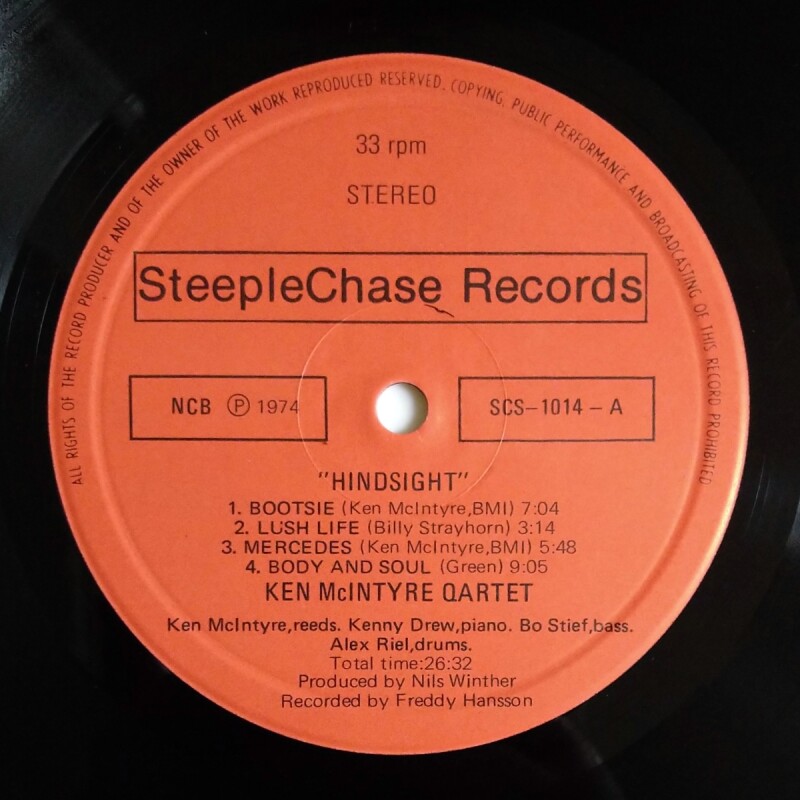 ALL RIGHTS OF THE RECORD PRODUCER AND OF THE OWNER OF THE WORK REPRODUCED RESERVED. COPYING, PUBLIC PERFORMANCE AND BROADCASTING OF THIS RECORD PROHIBITED
33 rpm
STEREO
SteepleChase Records
NCB Ⓟ 1974
SCS-1014 - A
"HINDSIGHT"
1. BOOTSIE (Ken McIntyre,BMI) 7:04
2. LUSH LIFE (Billy Strayhorn) 3:14
3. MERCEDES (Ken McIntyre,BMI) 5:48
4. BODY AND SOUL (Green) 9:05
KEN McINTYRE QARTET
Ken McIntyre,reeds. Kenny Drew,piano. Bo Stief,bass.
Alex Riel,drums.
Total time:26:32
Produced by Nils Winther
Recorded by Freddy Hansson